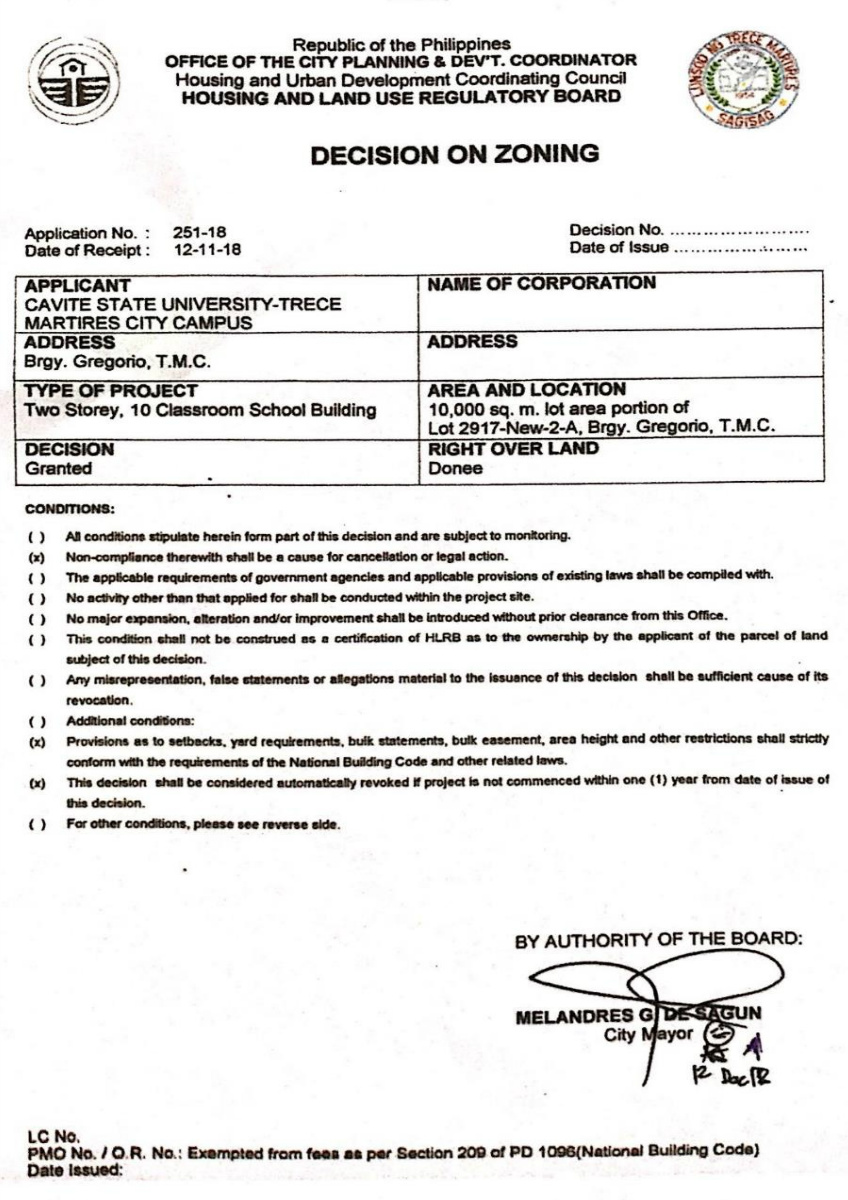 Republic of the Philippines
OFFICE OF THE CITY PLANNING & DEV'T. COORDINATOR
Housing and Urban Development Coordinating Council
HOUSING AND LAND USE REGULATORY BOARD
LUNSOD NG TRECE MARTIRES
1954
SAGISAG
DECISION ON ZONING
Application No. : 251-18
Date of Receipt : 12-11-18
Decision No. ........................
Date of Issue .......................
APPLICANT
CAVITE STATE UNIVERSITY-TRECE
MARTIRES CITY CAMPUS
NAME OF CORPORATION
ADDRESS
Brgy. Gregorio, T.M.C.
ADDRESS
TYPE OF PROJECT
Two Storey, 10 Classroom School Building
AREA AND LOCATION
10,000 sq. m. lot area portion of
Lot 2917-New-2-A, Brgy. Gregorio, T.M.C.
DECISION
Granted
RIGHT OVER LAND
Donee
CONDITIONS:
( ) All conditions stipulate herein form part of this decision and are subject to monitoring.
(x) Non-compliance therewith shall be a cause for cancellation or legal action.
( ) The applicable requirements of government agencies and applicable provisions of existing laws shall be compiled with.
( ) No activity other than that applied for shall be conducted within the project site.
( ) No major expansion, alteration and/or improvement shall be introduced without prior clearance from this Office.
( ) This condition shall not be construed as a certification of HLRB as to the ownership by the applicant of the parcel of land
subject of this decision.
( ) Any misrepresentation, false statements or allegations material to the issuance of this decision shall be sufficient cause of its
revocation.
( ) Additional conditions:
(x) Provisions as to setbacks, yard requirements, bulk statements, bulk easement, area height and other restrictions shall strictly
conform with the requirements of the National Building Code and other related laws.
(x) This decision shall be considered automatically revoked if project is not commenced within one (1) year from date of issue of
this decision.
( ) For other conditions, please see reverse side.
BY AUTHORITY OF THE BOARD:
MELANDRES G. DE SAGUN
City Mayor
LC No.
PMO No. / O.R. No.: Exempted from fees as per Section 209 of PD 1096(National Building Code)
Date Issued: